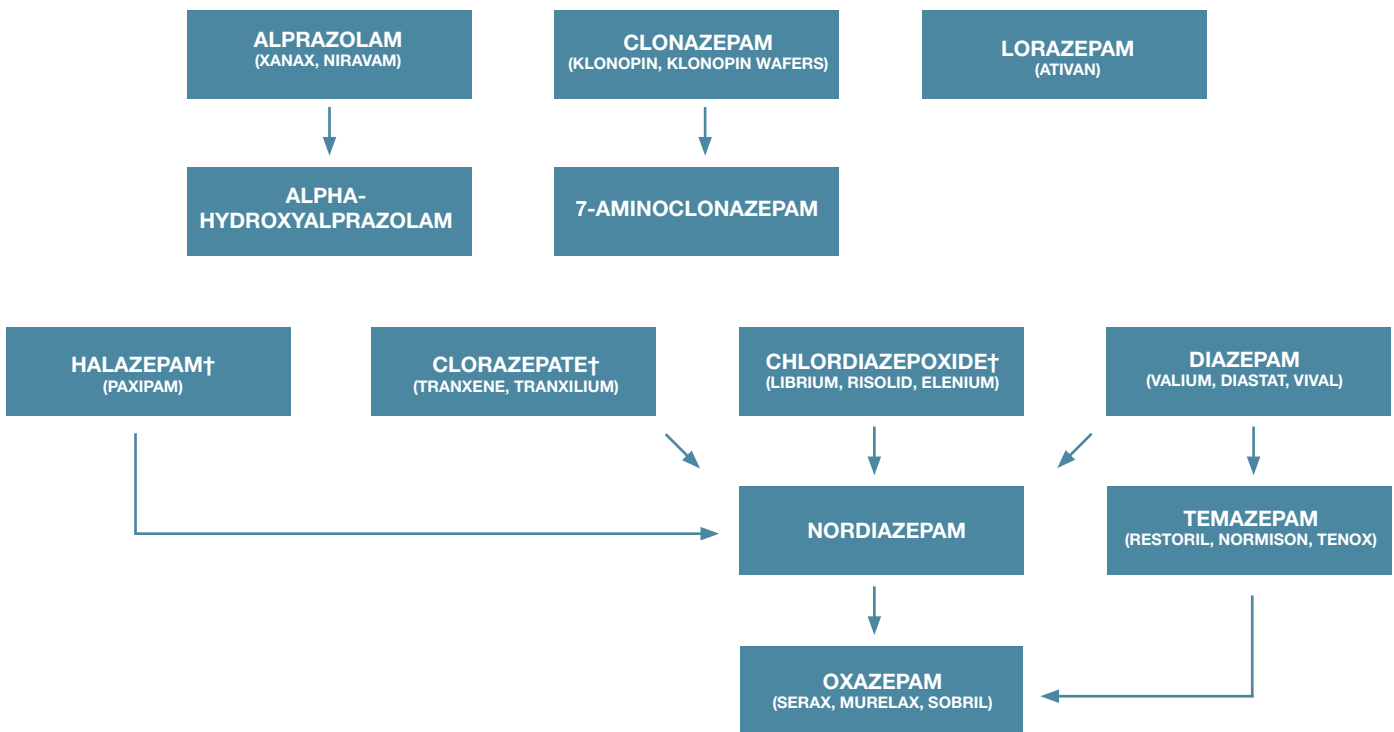 ALPRAZOLAM
(XANAX, NIRAVAM)
CLONAZEPAM
(KLONOPIN, KLONOPIN WAFERS)
LORAZEPAM
(ATIVAN)
ALPHA-
HYDROXYALPRAZOLAM
7-AMINOCLONAZEPAM
HALAZEPAM†
(PAXIPAM)
CLORAZEPATE†
(TRANXENE, TRANXILIUM)
CHLORDIAZEPOXIDE†
(LIBRIUM, RISOLID, ELENIUM)
DIAZEPAM
(VALIUM, DIASTAT, VIVAL)
NORDIAZEPAM
TEMAZEPAM
(RESTORIL, NORMISON, TENOX)
OXAZEPAM
(SERAX, MURELAX, SOBRIL)